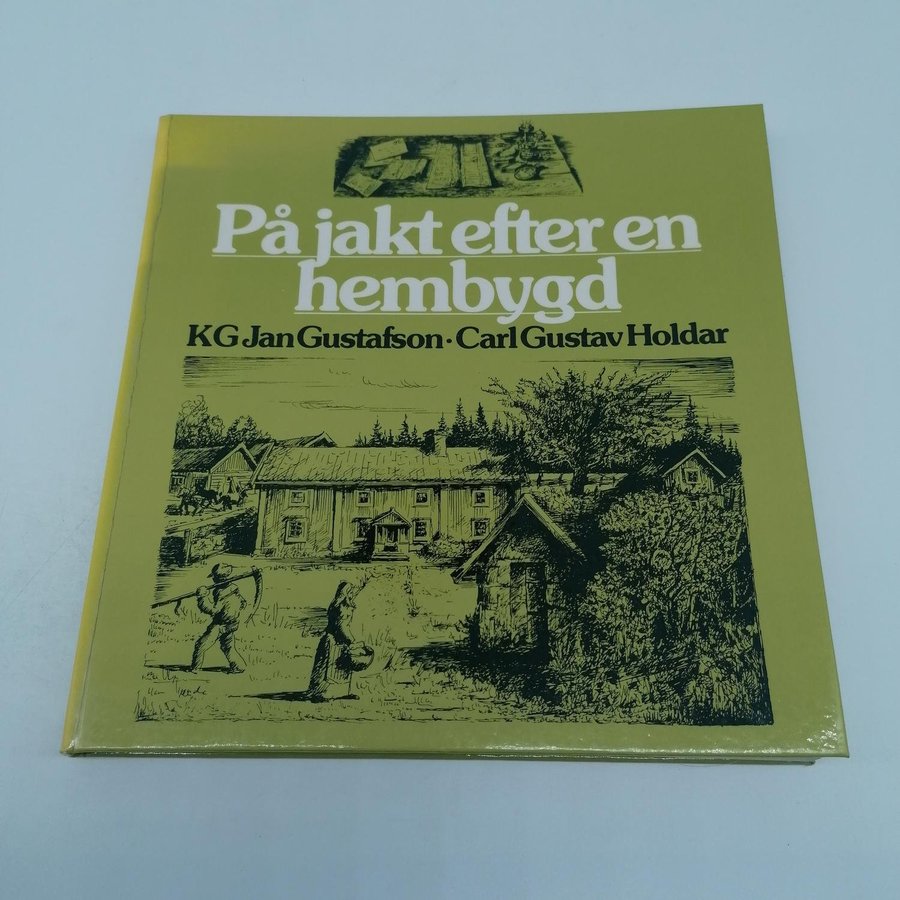 På jakt efter en
hembygd
KG Jan Gustafson · Carl Gustav Holdar